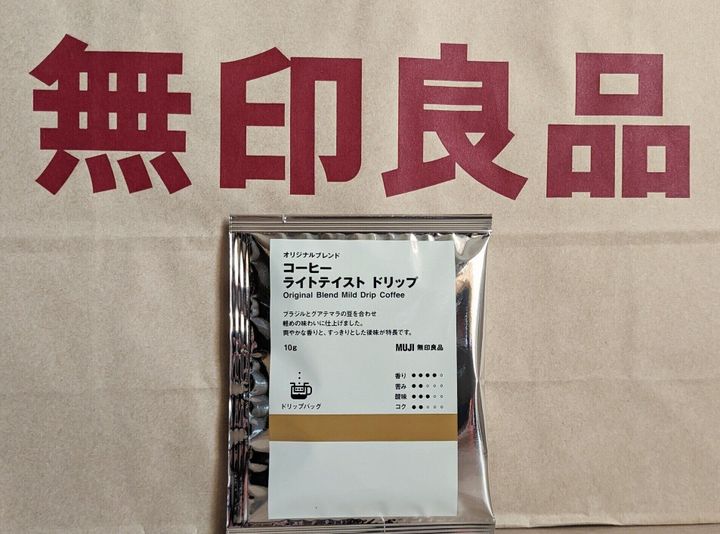 無印良品
オリジナルブレンド
コーヒー
ライトテイスト ドリップ
Original Blend Mild Drip Coffee
ブラジルとグアテマラの豆を合わせ
軽めの味わいに仕上げました。
爽やかな香りと、すっきりとした後味が特長です。
10g
MUJI 無印良品
香り ●●●●○
苦み ●●○○○
酸味 ●●●○○
コク ●●○○○
ドリップバッグ